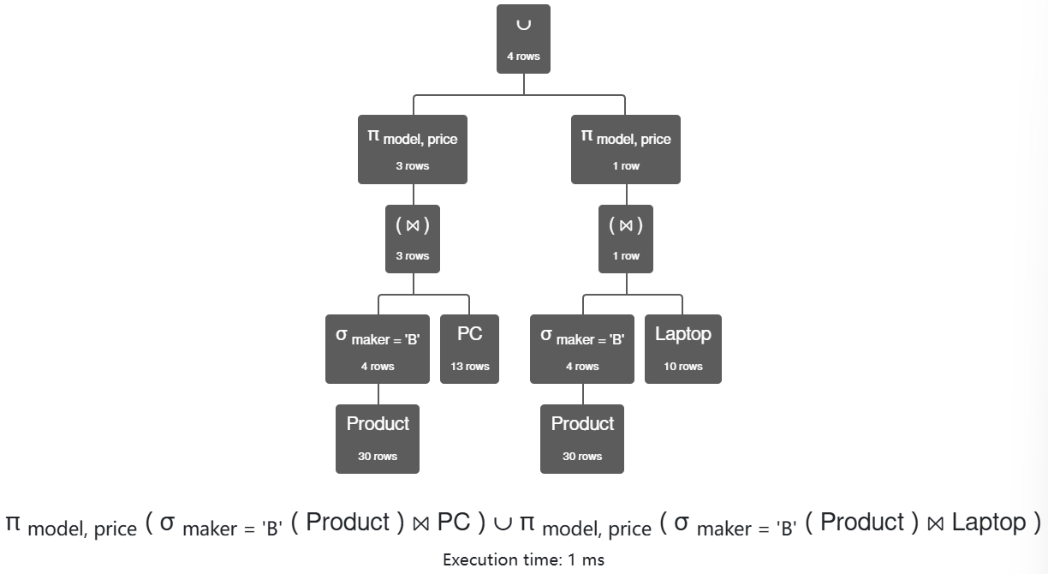 ∪
4 rows
π model, price
3 rows
π model, price
1 row
( ⋈ )
3 rows
( ⋈ )
1 row
σ maker = 'B'
4 rows
PC
13 rows
σ maker = 'B'
4 rows
Laptop
10 rows
Product
30 rows
Product
30 rows
π model, price ( σ maker = 'B' ( Product ) ⋈ PC ) ∪ π model, price ( σ maker = 'B' ( Product ) ⋈ Laptop )
Execution time: 1 ms